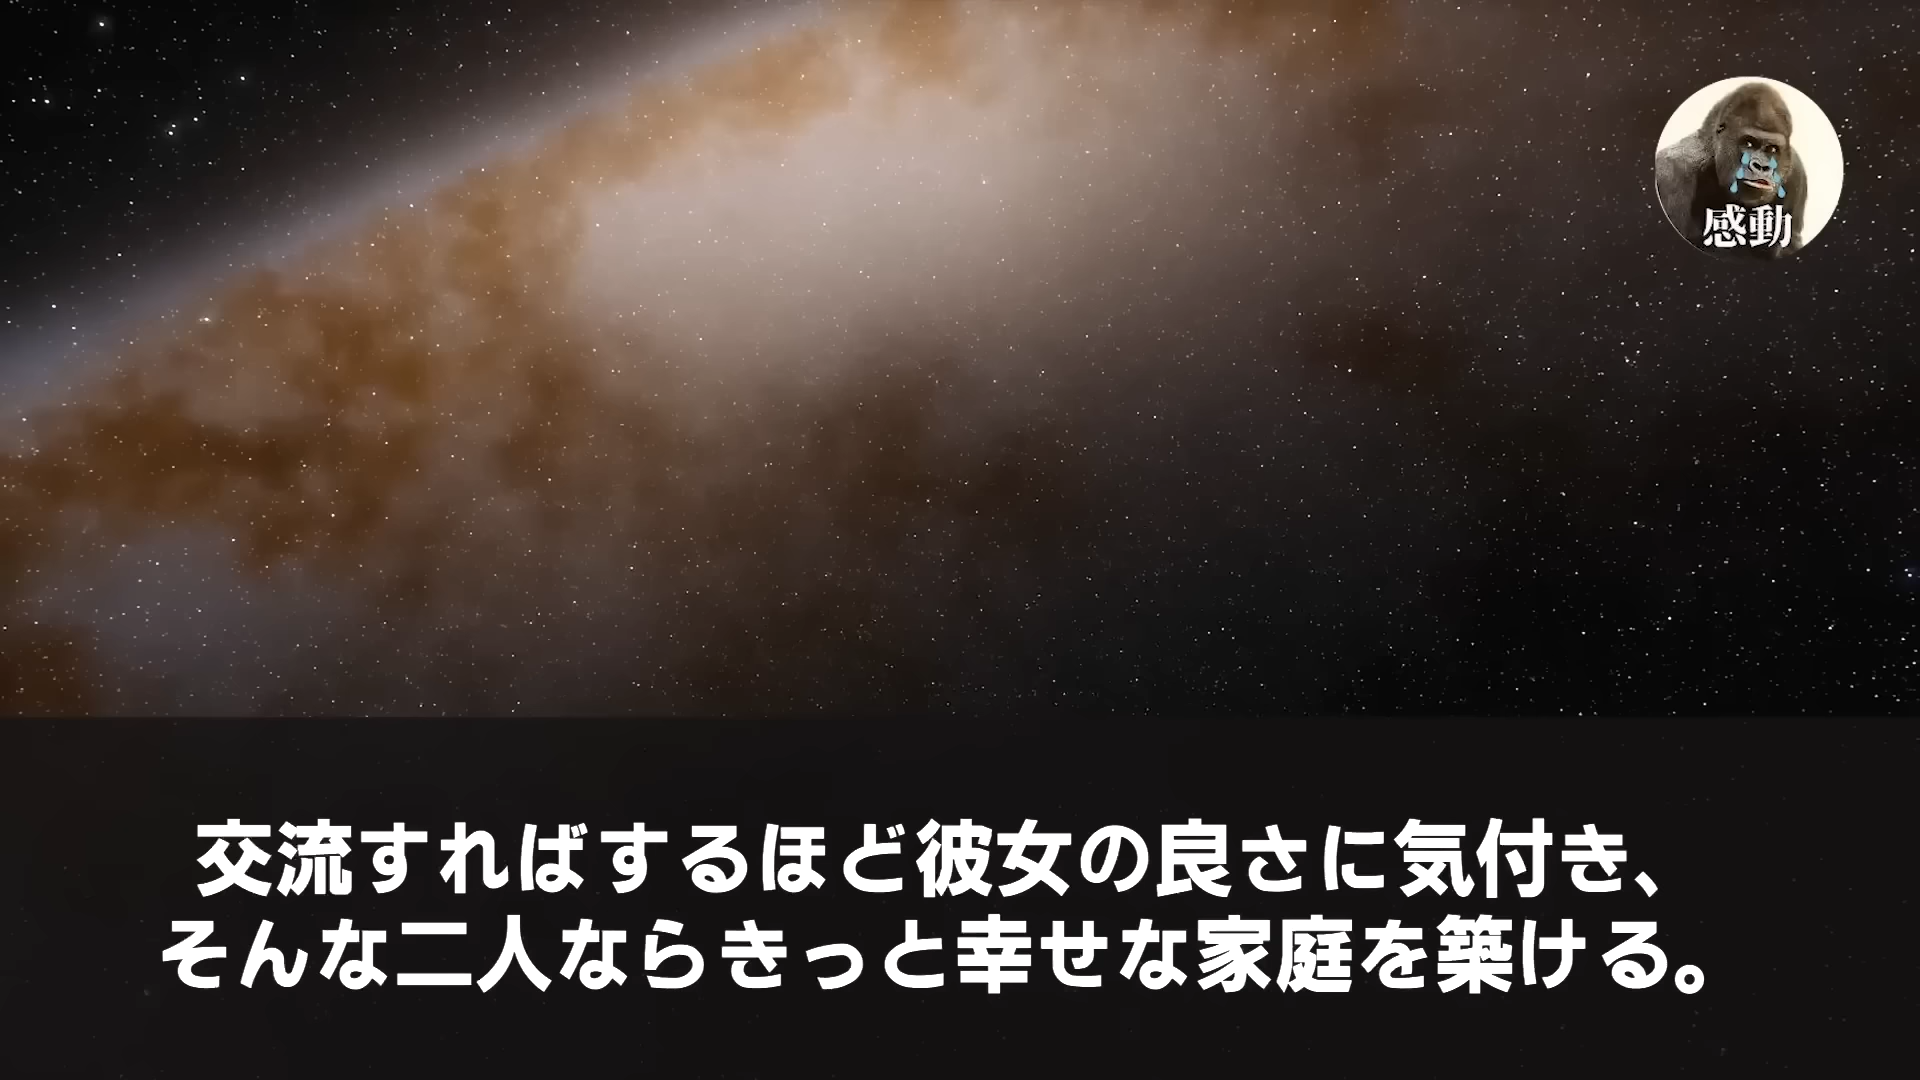 感動
交流すればするほど彼女の良さに気付き、
そんな二人ならきっと幸せな家庭を築ける。